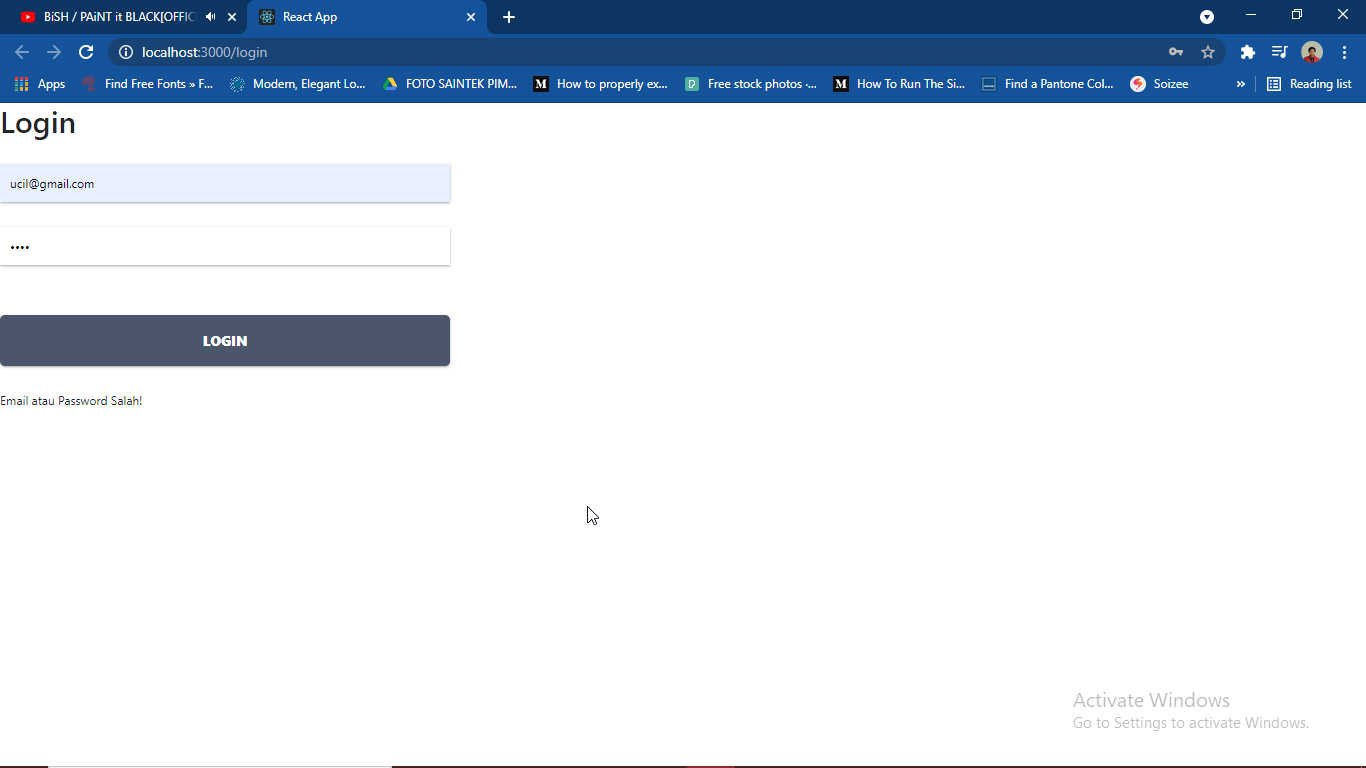 BiSH / PAiNT it BLACK[OFFIC
React App
localhost:3000/login
Apps
Find Free Fonts » F...
Modern, Elegant Lo...
FOTO SAINTEK PIM...
How to properly ex...
Free stock photos ·...
How To Run The Si...
Find a Pantone Col...
Soizee
»
Reading list
Login
ucil@gmail.com
••••
LOGIN
Email atau Password Salah!
Activate Windows
Go to Settings to activate Windows.